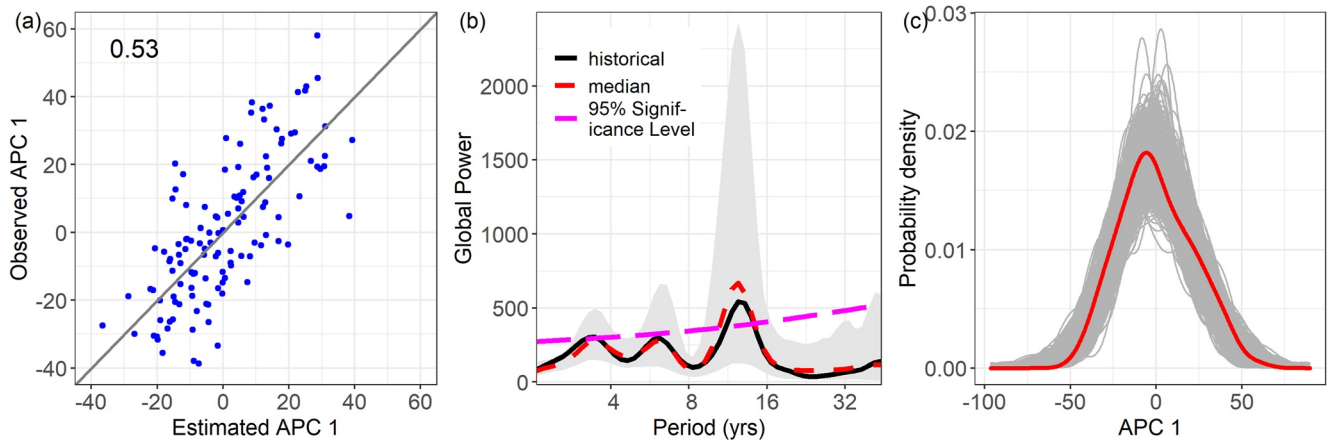 (a)
60
40
20
0
-20
-40
Observed APC 1
0.53
-40
-20
0
20
40
60
Estimated APC 1
(b)
2250
1500
500
0
Global Power
historical
median
95% Signif-
icance Level
4
8
16
32
Period (yrs)
(c)
0.03
0.02
0.01
0.00
Probability density
-100
-50
0
50
APC 1